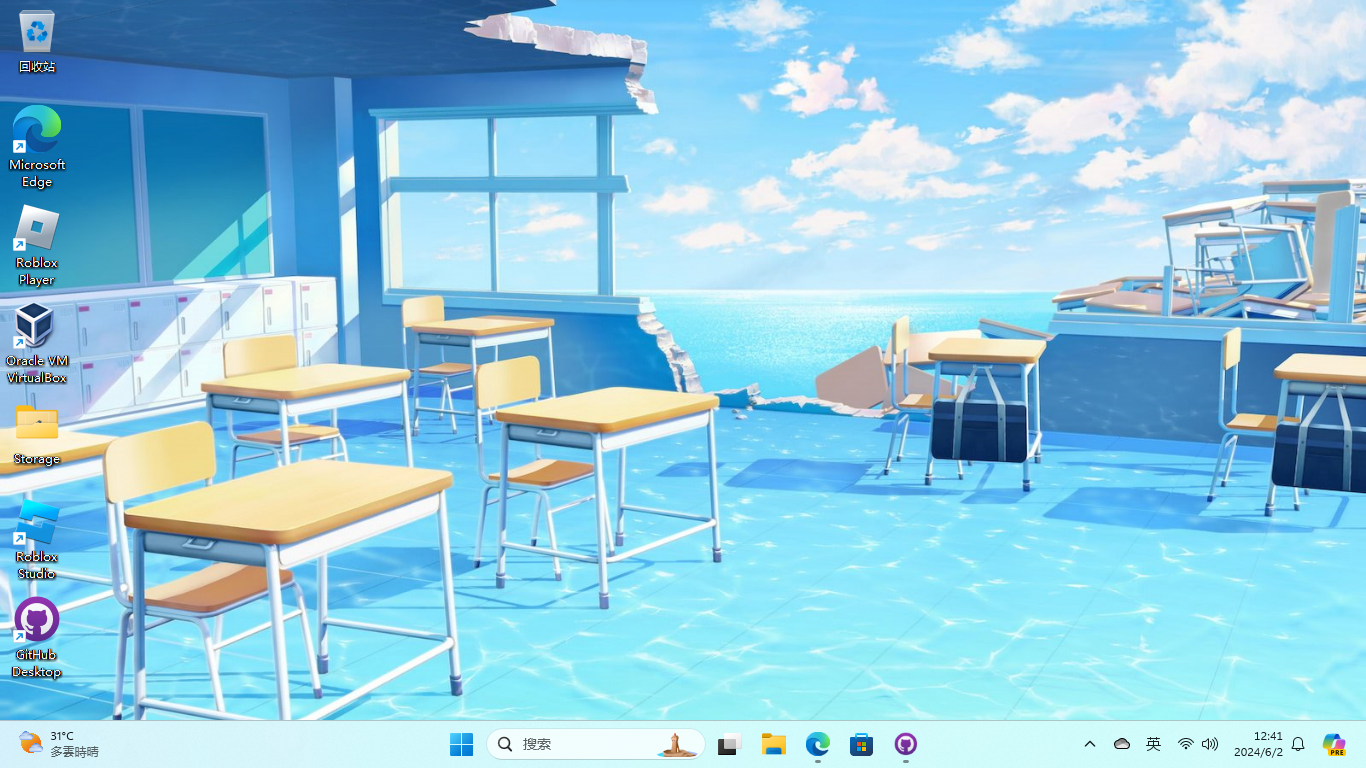 回收站
Microsoft
Edge
Roblox
Player
Oracle VM
VirtualBox
Storage
Roblox
Studio
GitHub
Desktop
31°C
多雲時晴
搜索
英
12:41
2024/6/2
PRE